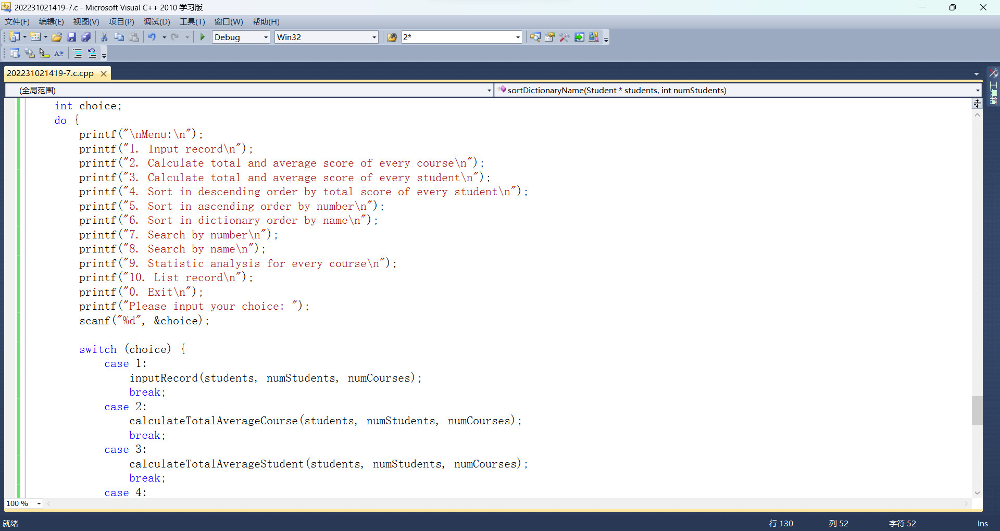 202231021419-7.c - Microsoft Visual C++ 2010 学习版
文件(F) 编辑(E) 视图(V) 项目(P) 调试(D) 工具(T) 窗口(W) 帮助(H)
Debug Win32 2*
202231021419-7.c.cpp
(全局范围) sortDictionaryName(Student * students, int numStudents)
工具箱
int choice;
do {
printf("\nMenu:\n");
printf("1. Input record\n");
printf("2. Calculate total and average score of every course\n");
printf("3. Calculate total and average score of every student\n");
printf("4. Sort in descending order by total score of every student\n");
printf("5. Sort in ascending order by number\n");
printf("6. Sort in dictionary order by name\n");
printf("7. Search by number\n");
printf("8. Search by name\n");
printf("9. Statistic analysis for every course\n");
printf("10. List record\n");
printf("0. Exit\n");
printf("Please input your choice: ");
scanf("%d", &choice);
switch (choice) {
case 1:
inputRecord(students, numStudents, numCourses);
break;
case 2:
calculateTotalAverageCourse(students, numStudents, numCourses);
break;
case 3:
calculateTotalAverageStudent(students, numStudents, numCourses);
break;
case 4:
100 %
就绪 行 130 列 52 字符 52 Ins